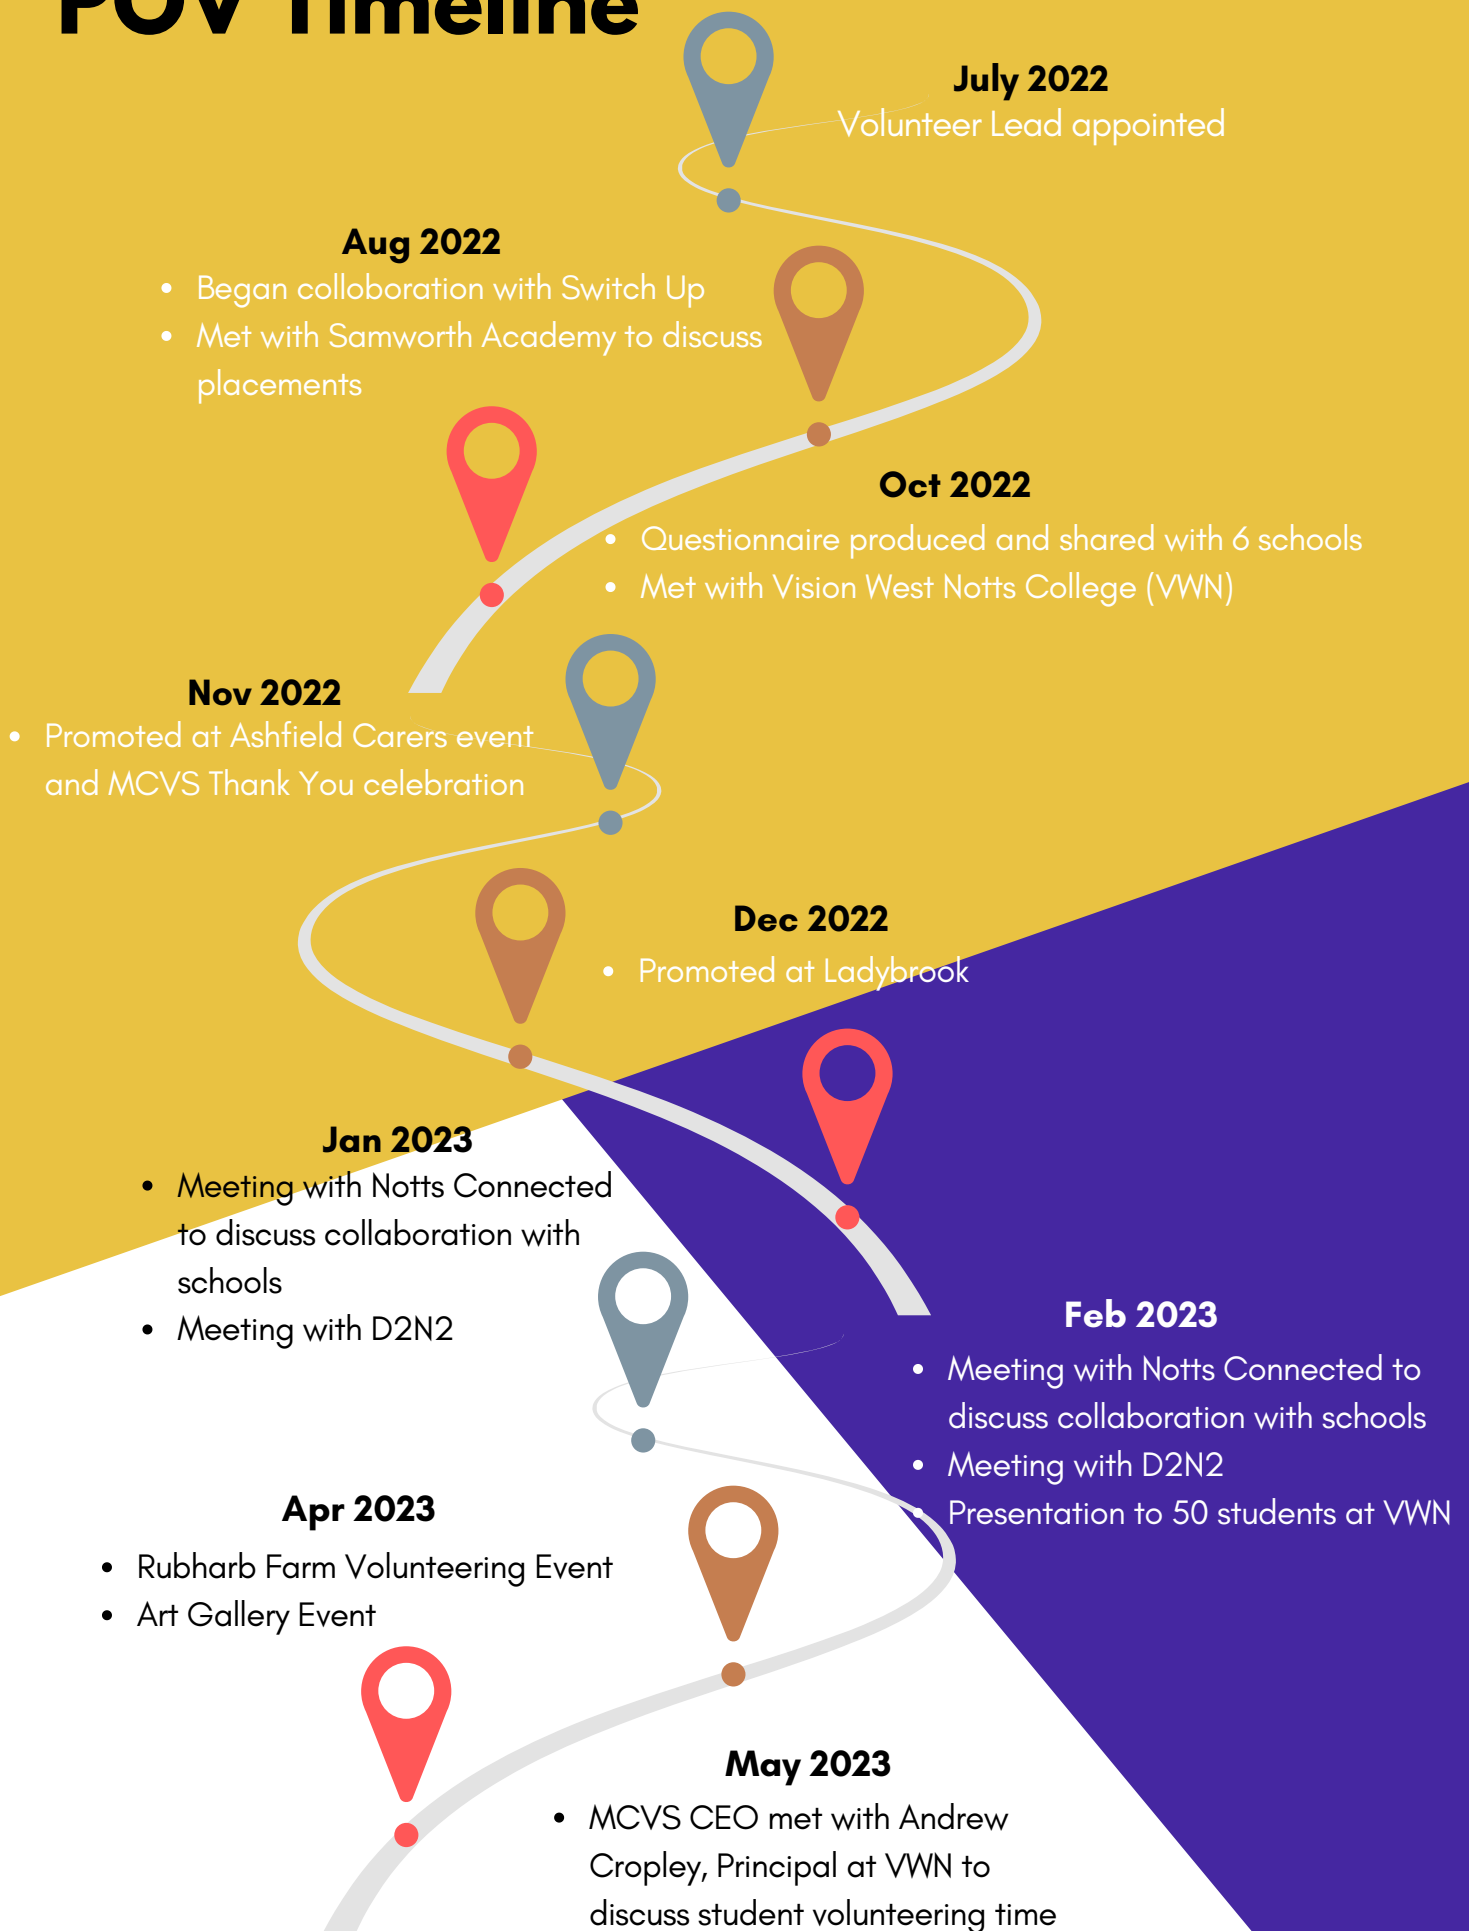 POV Timeline
July 2022
Volunteer Lead appointed
Aug 2022
• Began colloboration with Switch Up
• Met with Samworth Academy to discuss
placements
Oct 2022
• Questionnaire produced and shared with 6 schools
• Met with Vision West Notts College (VWN)
Nov 2022
• Promoted at Ashfield Carers event
and MCVS Thank You celebration
Dec 2022
• Promoted at Ladybrook
Jan 2023
• Meeting with Notts Connected
to discuss collaboration with
schools
• Meeting with D2N2
Feb 2023
• Meeting with Notts Connected to
discuss collaboration with schools
• Meeting with D2N2
• Presentation to 50 students at VWN
Apr 2023
• Rubharb Farm Volunteering Event
• Art Gallery Event
May 2023
• MCVS CEO met with Andrew
Cropley, Principal at VWN to
discuss student volunteering time